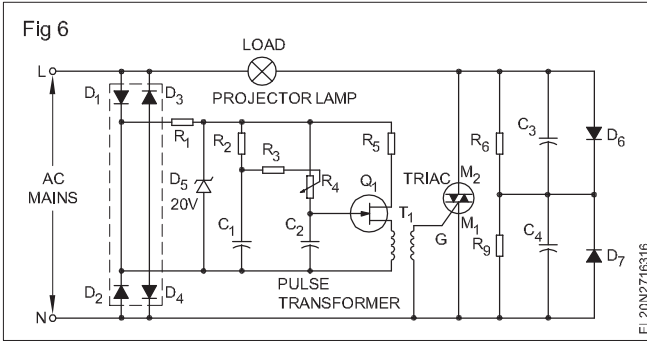 Fig 6
LOAD
L
D1
D3
PROJECTOR LAMP
R1
R2
R3
R5
R6
C3
D6
AC
MAINS
D5
20V
R4
Q1
TRIAC
M2
T1
M1
C1
C2
G
R9
C4
D7
D2
D4
PULSE
TRANSFORMER
N
EL20N2716316